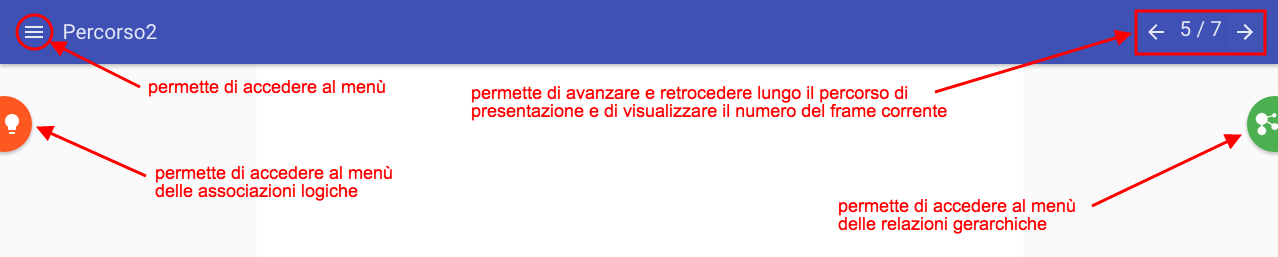 Percorso2
5 / 7
permette di accedere al menù
permette di avanzare e retrocedere lungo il percorso di
presentazione e di visualizzare il numero del frame corrente
permette di accedere al menù
delle associazioni logiche
permette di accedere al menù
delle relazioni gerarchiche